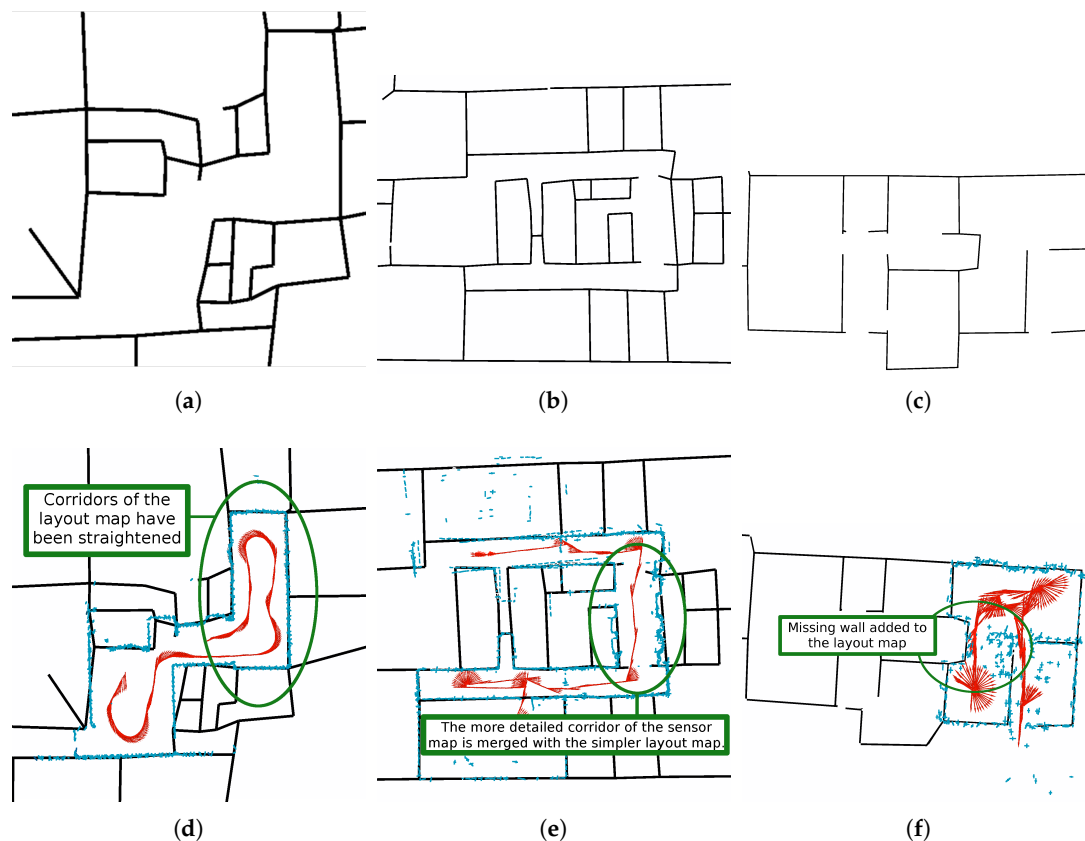 (a)
(b)
(c)
Corridors of the
layout map have
been straightened
Missing wall added to
the layout map
The more detailed corridor of the sensor
map is merged with the simpler layout map.
(d)
(e)
(f)